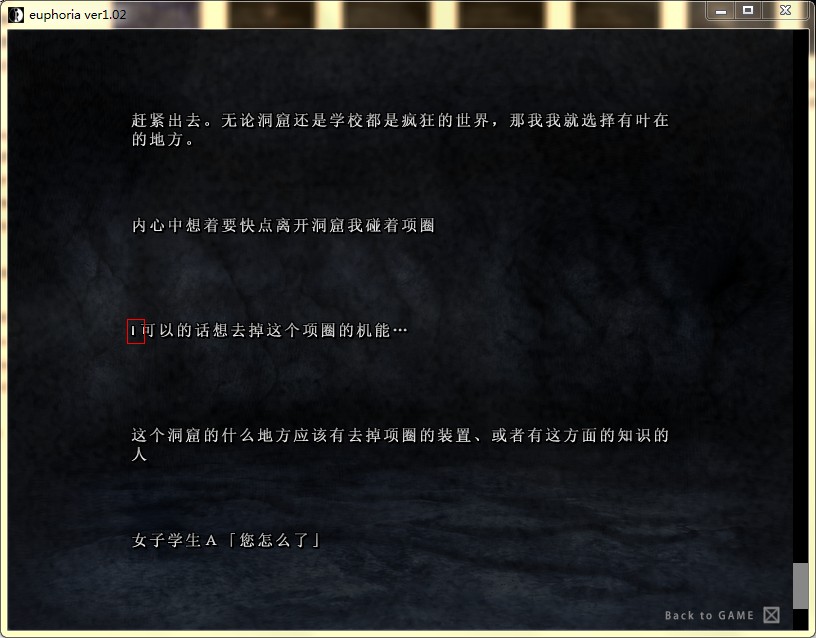 euphoria ver1.02
赶紧出去。无论洞窟还是学校都是疯狂的世界，那我我就选择有叶在
的地方。
内心中想着要快点离开洞窟我碰着项圈
I可以的话想去掉这个项圈的机能…
这个洞窟的什么地方应该有去掉项圈的装置、或者有这方面的知识的
人
女子学生Ａ「您怎么了」
Back to GAME